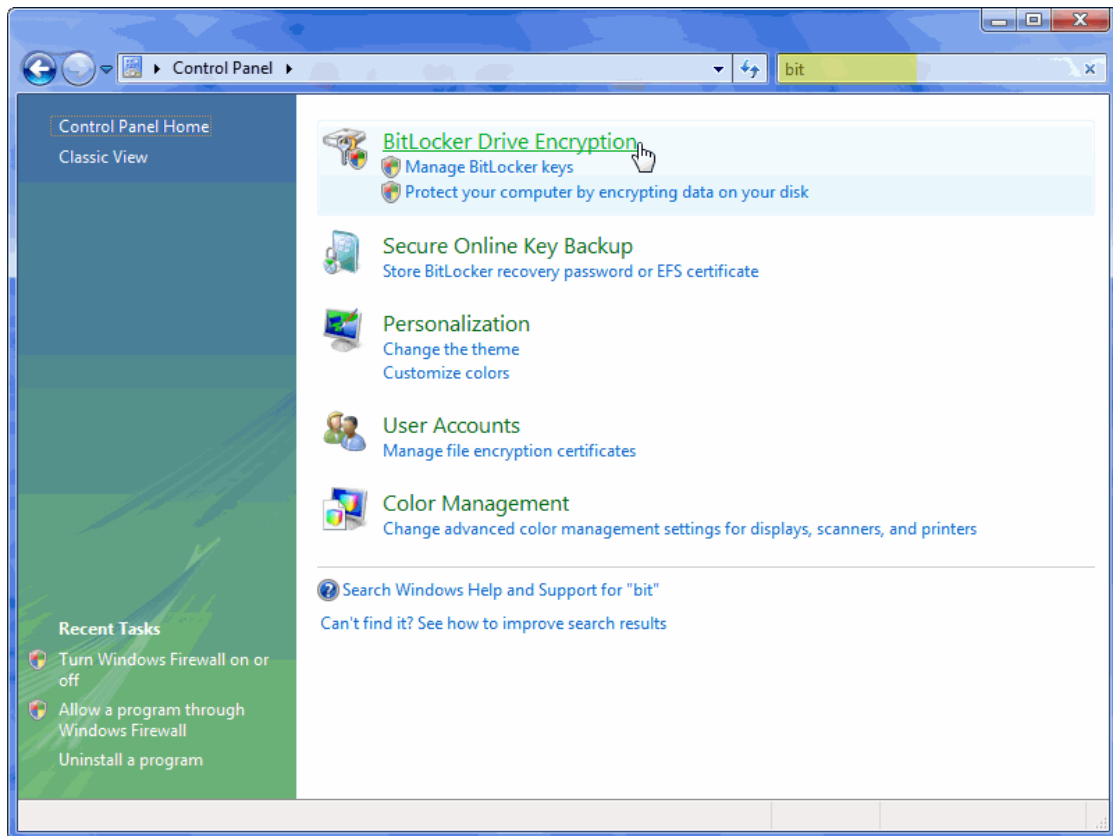 Control Panel
bit
Control Panel Home
Classic View
BitLocker Drive Encryption
Manage BitLocker keys
Protect your computer by encrypting data on your disk
Secure Online Key Backup
Store BitLocker recovery password or EFS certificate
Personalization
Change the theme
Customize colors
User Accounts
Manage file encryption certificates
Color Management
Change advanced color management settings for displays, scanners, and printers
Search Windows Help and Support for "bit"
Can't find it? See how to improve search results
Recent Tasks
Turn Windows Firewall on or
off
Allow a program through
Windows Firewall
Uninstall a program